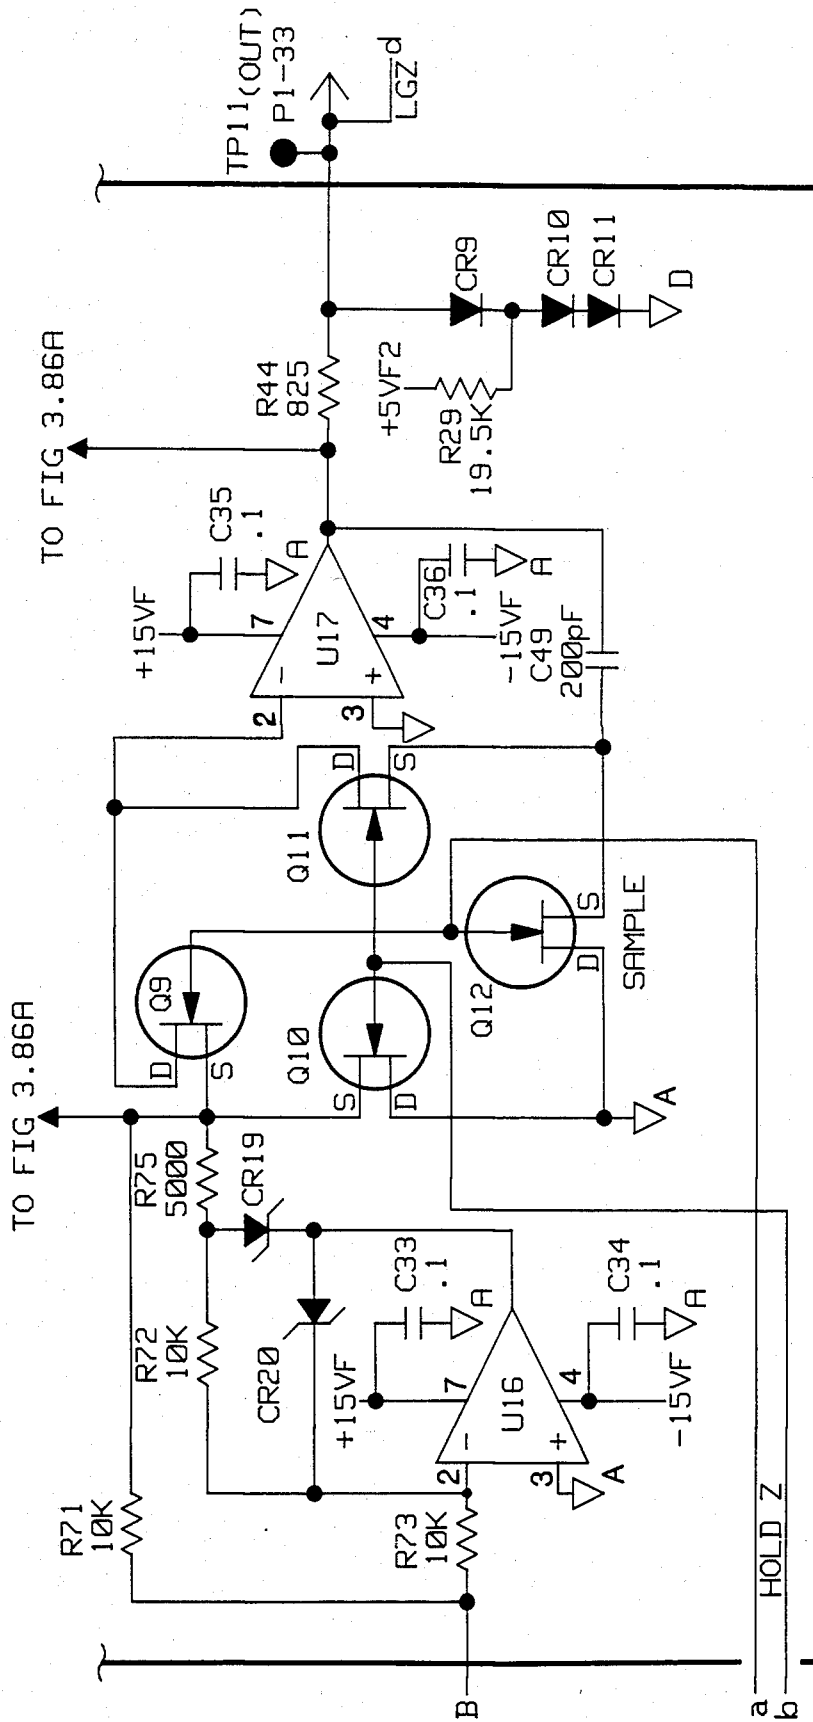 TO FIG 3.86A
TO FIG 3.86A
TP11(OUT)
P1-33
LGZ d
R71
10K
R72
10K
R75
5000
CR19
CR20
R73
10K
B
2
3
-
+
U16
7
4
A
+15VF
C33
.1
A
-15VF
C34
.1
A
Q9
D
S
Q10
S
D
Q11
D
S
Q12
D
S
SAMPLE
A
+15VF
C35
.1
A
2
3
-
+
U17
7
4
C36
.1
A
-15VF
C49
200pF
R44
825
+5VF2
R29
19.5K
CR9
CR10
CR11
D
a
HOLD Z
b